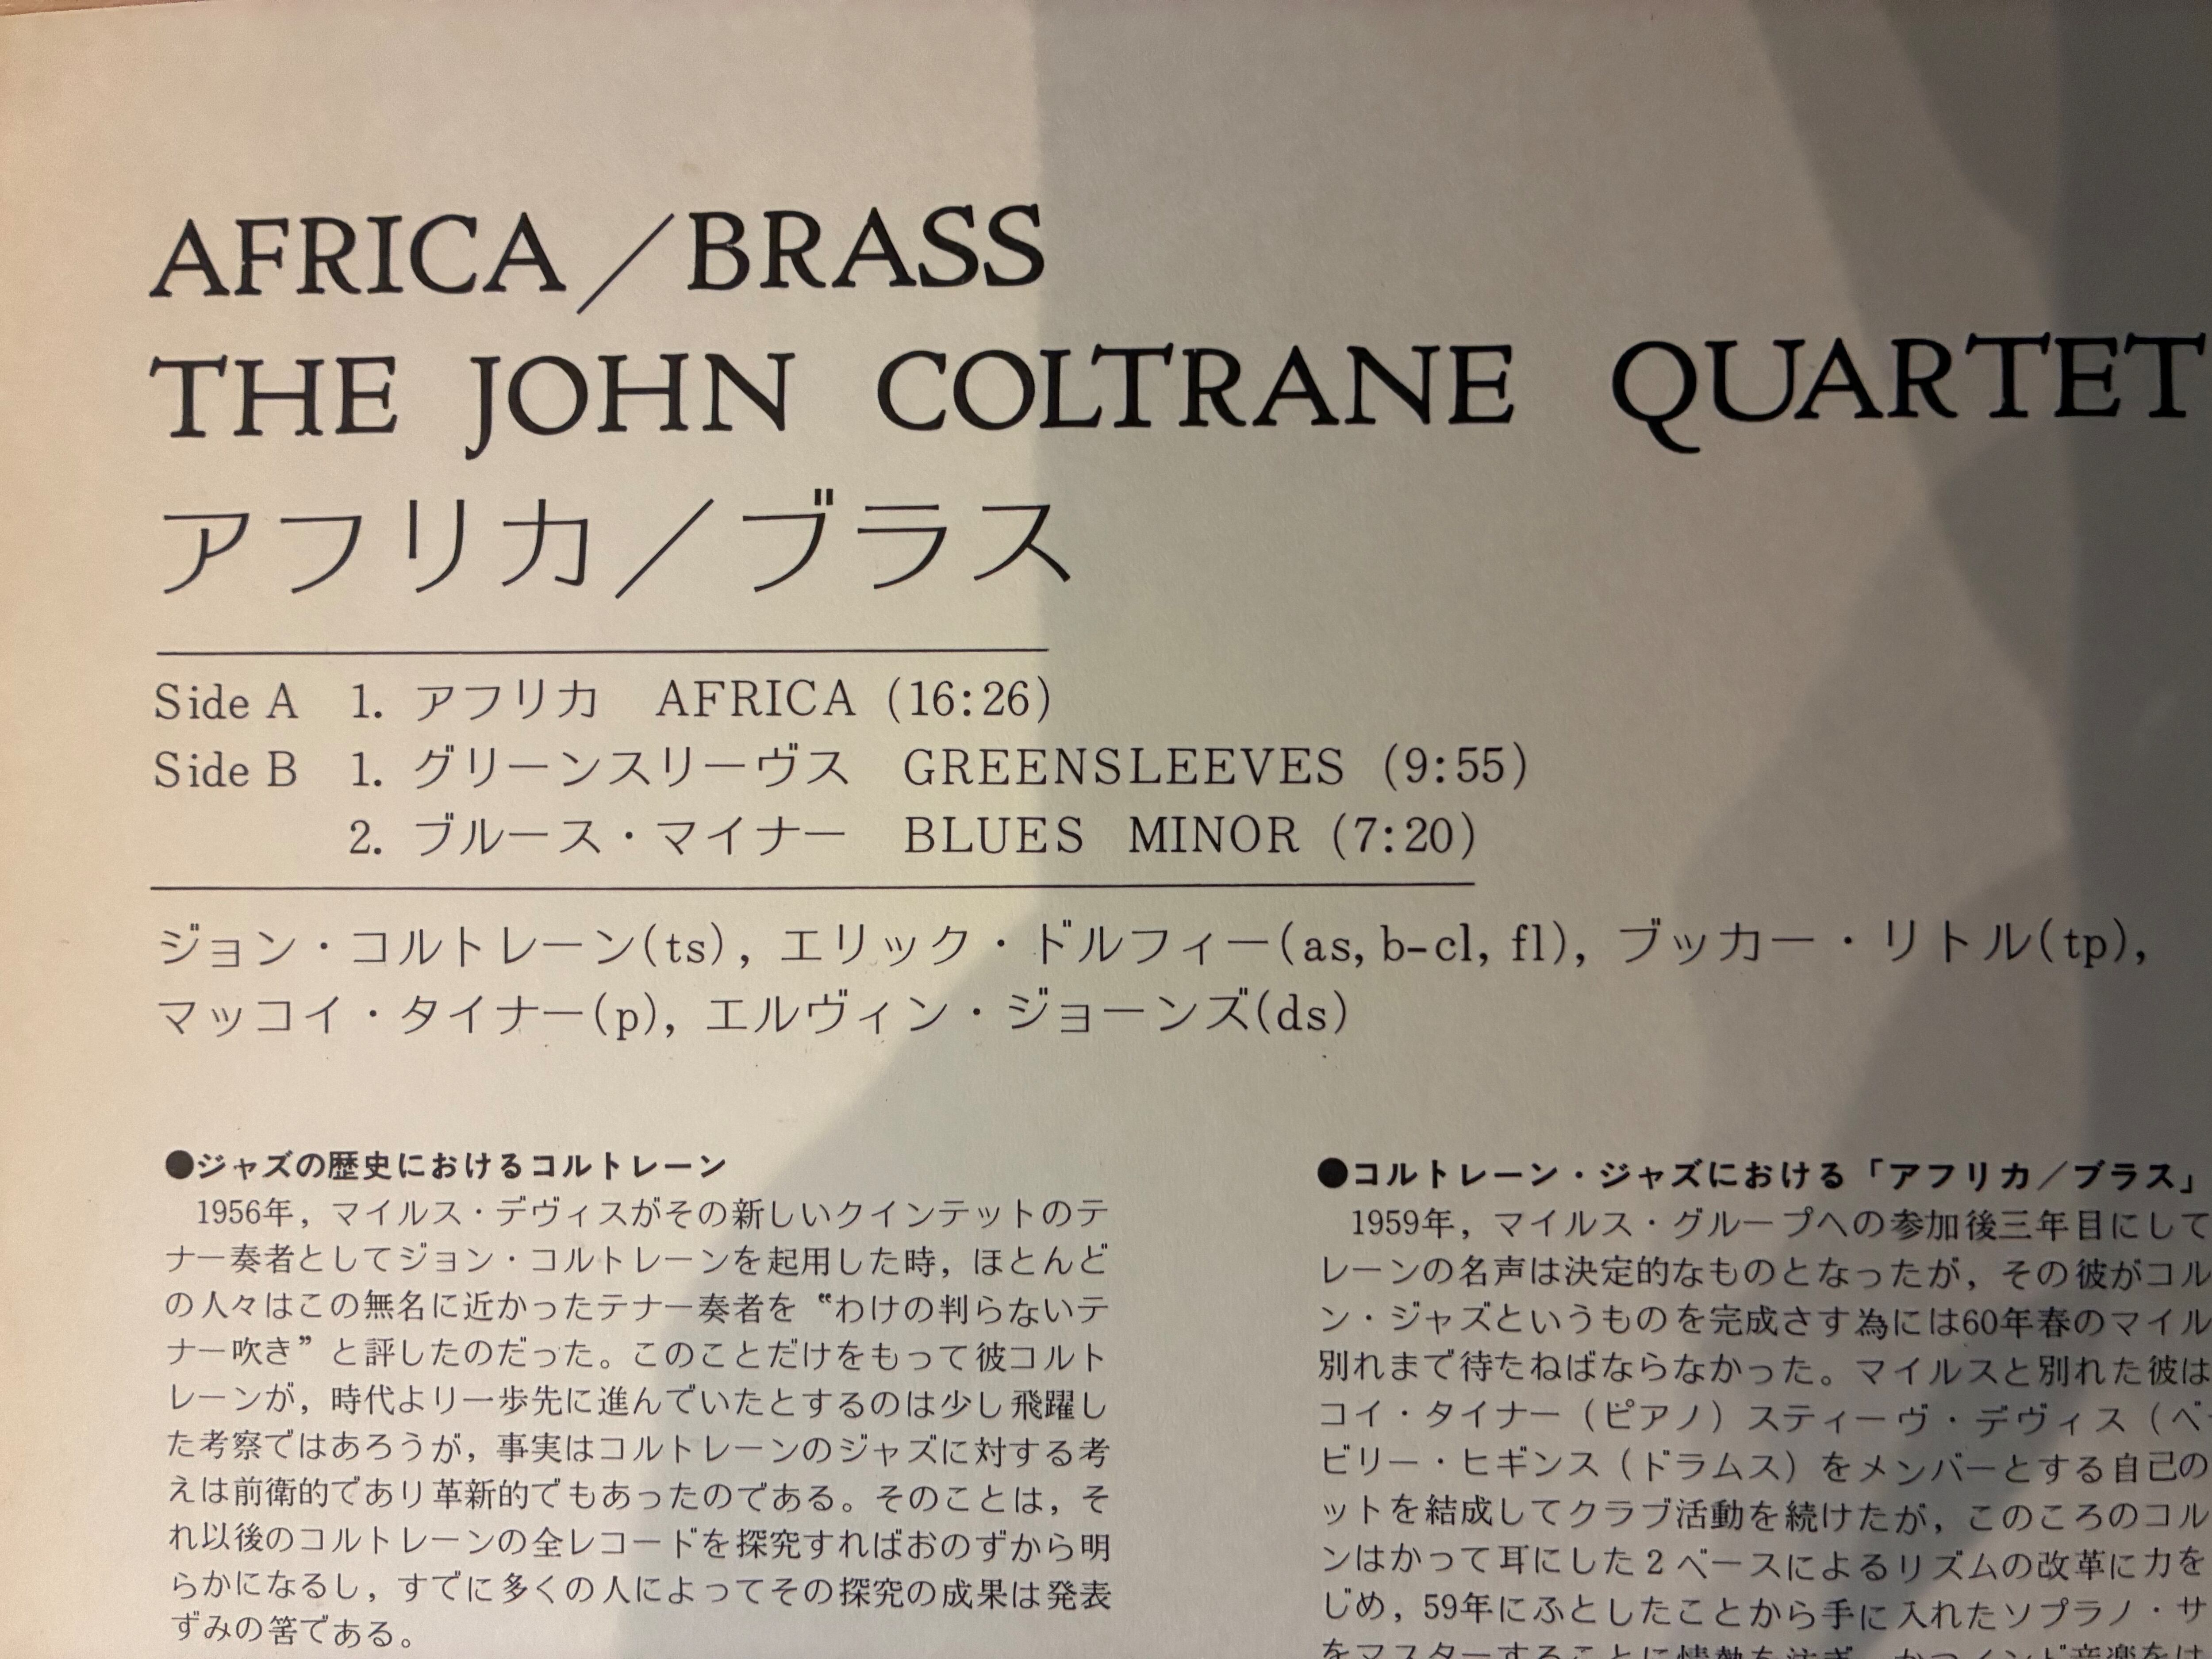 AFRICA／BRASS
THE JOHN COLTRANE QUARTET
アフリカ／ブラス
Side A 1. アフリカ AFRICA (16:26)
Side B 1. グリーンスリーヴス GREENSLEEVES (9:55)
2. ブルース・マイナー BLUES MINOR (7:20)
ジョン・コルトレーン(ts), エリック・ドルフィー(as, b-cl, fl), ブッカー・リトル(tp),
マッコイ・タイナー(p), エルヴィン・ジョーンズ(ds)
●ジャズの歴史におけるコルトレーン
1956年，マイルス・デヴィスがその新しいクインテットのテ
ナー奏者としてジョン・コルトレーンを起用した時，ほとんど
の人々はこの無名に近かったテナー奏者を〝わけの判らないテ
ナー吹き”と評したのだった。このことだけをもって彼コルト
レーンが，時代より一歩先に進んでいたとするのは少し飛躍し
た考察ではあろうが，事実はコルトレーンのジャズに対する考
えは前衛的であり革新的でもあったのである。そのことは，そ
れ以後のコルトレーンの全レコードを探究すればおのずから明
らかになるし，すでに多くの人によってその探究の成果は発表
ずみの筈である。
●コルトレーン・ジャズにおける「アフリカ／ブラス」
1959年，マイルス・グループへの参加後三年目にして
レーンの名声は決定的なものとなったが，その彼がコル
ン・ジャズというものを完成さす為には60年春のマイル
別れまで待たねばならなかった。マイルスと別れた彼は
コイ・タイナー（ピアノ）スティーヴ・デヴィス（ベ
ビリー・ヒギンス（ドラムス）をメンバーとする自己の
ットを結成してクラブ活動を続けたが，このころのコル
ンはかって耳にした2ベースによるリズムの改革に力を
じめ，59年にふとしたことから手に入れたソプラノ・サ
をマスターすることに情熱を注ぎ，かつインド音楽をは